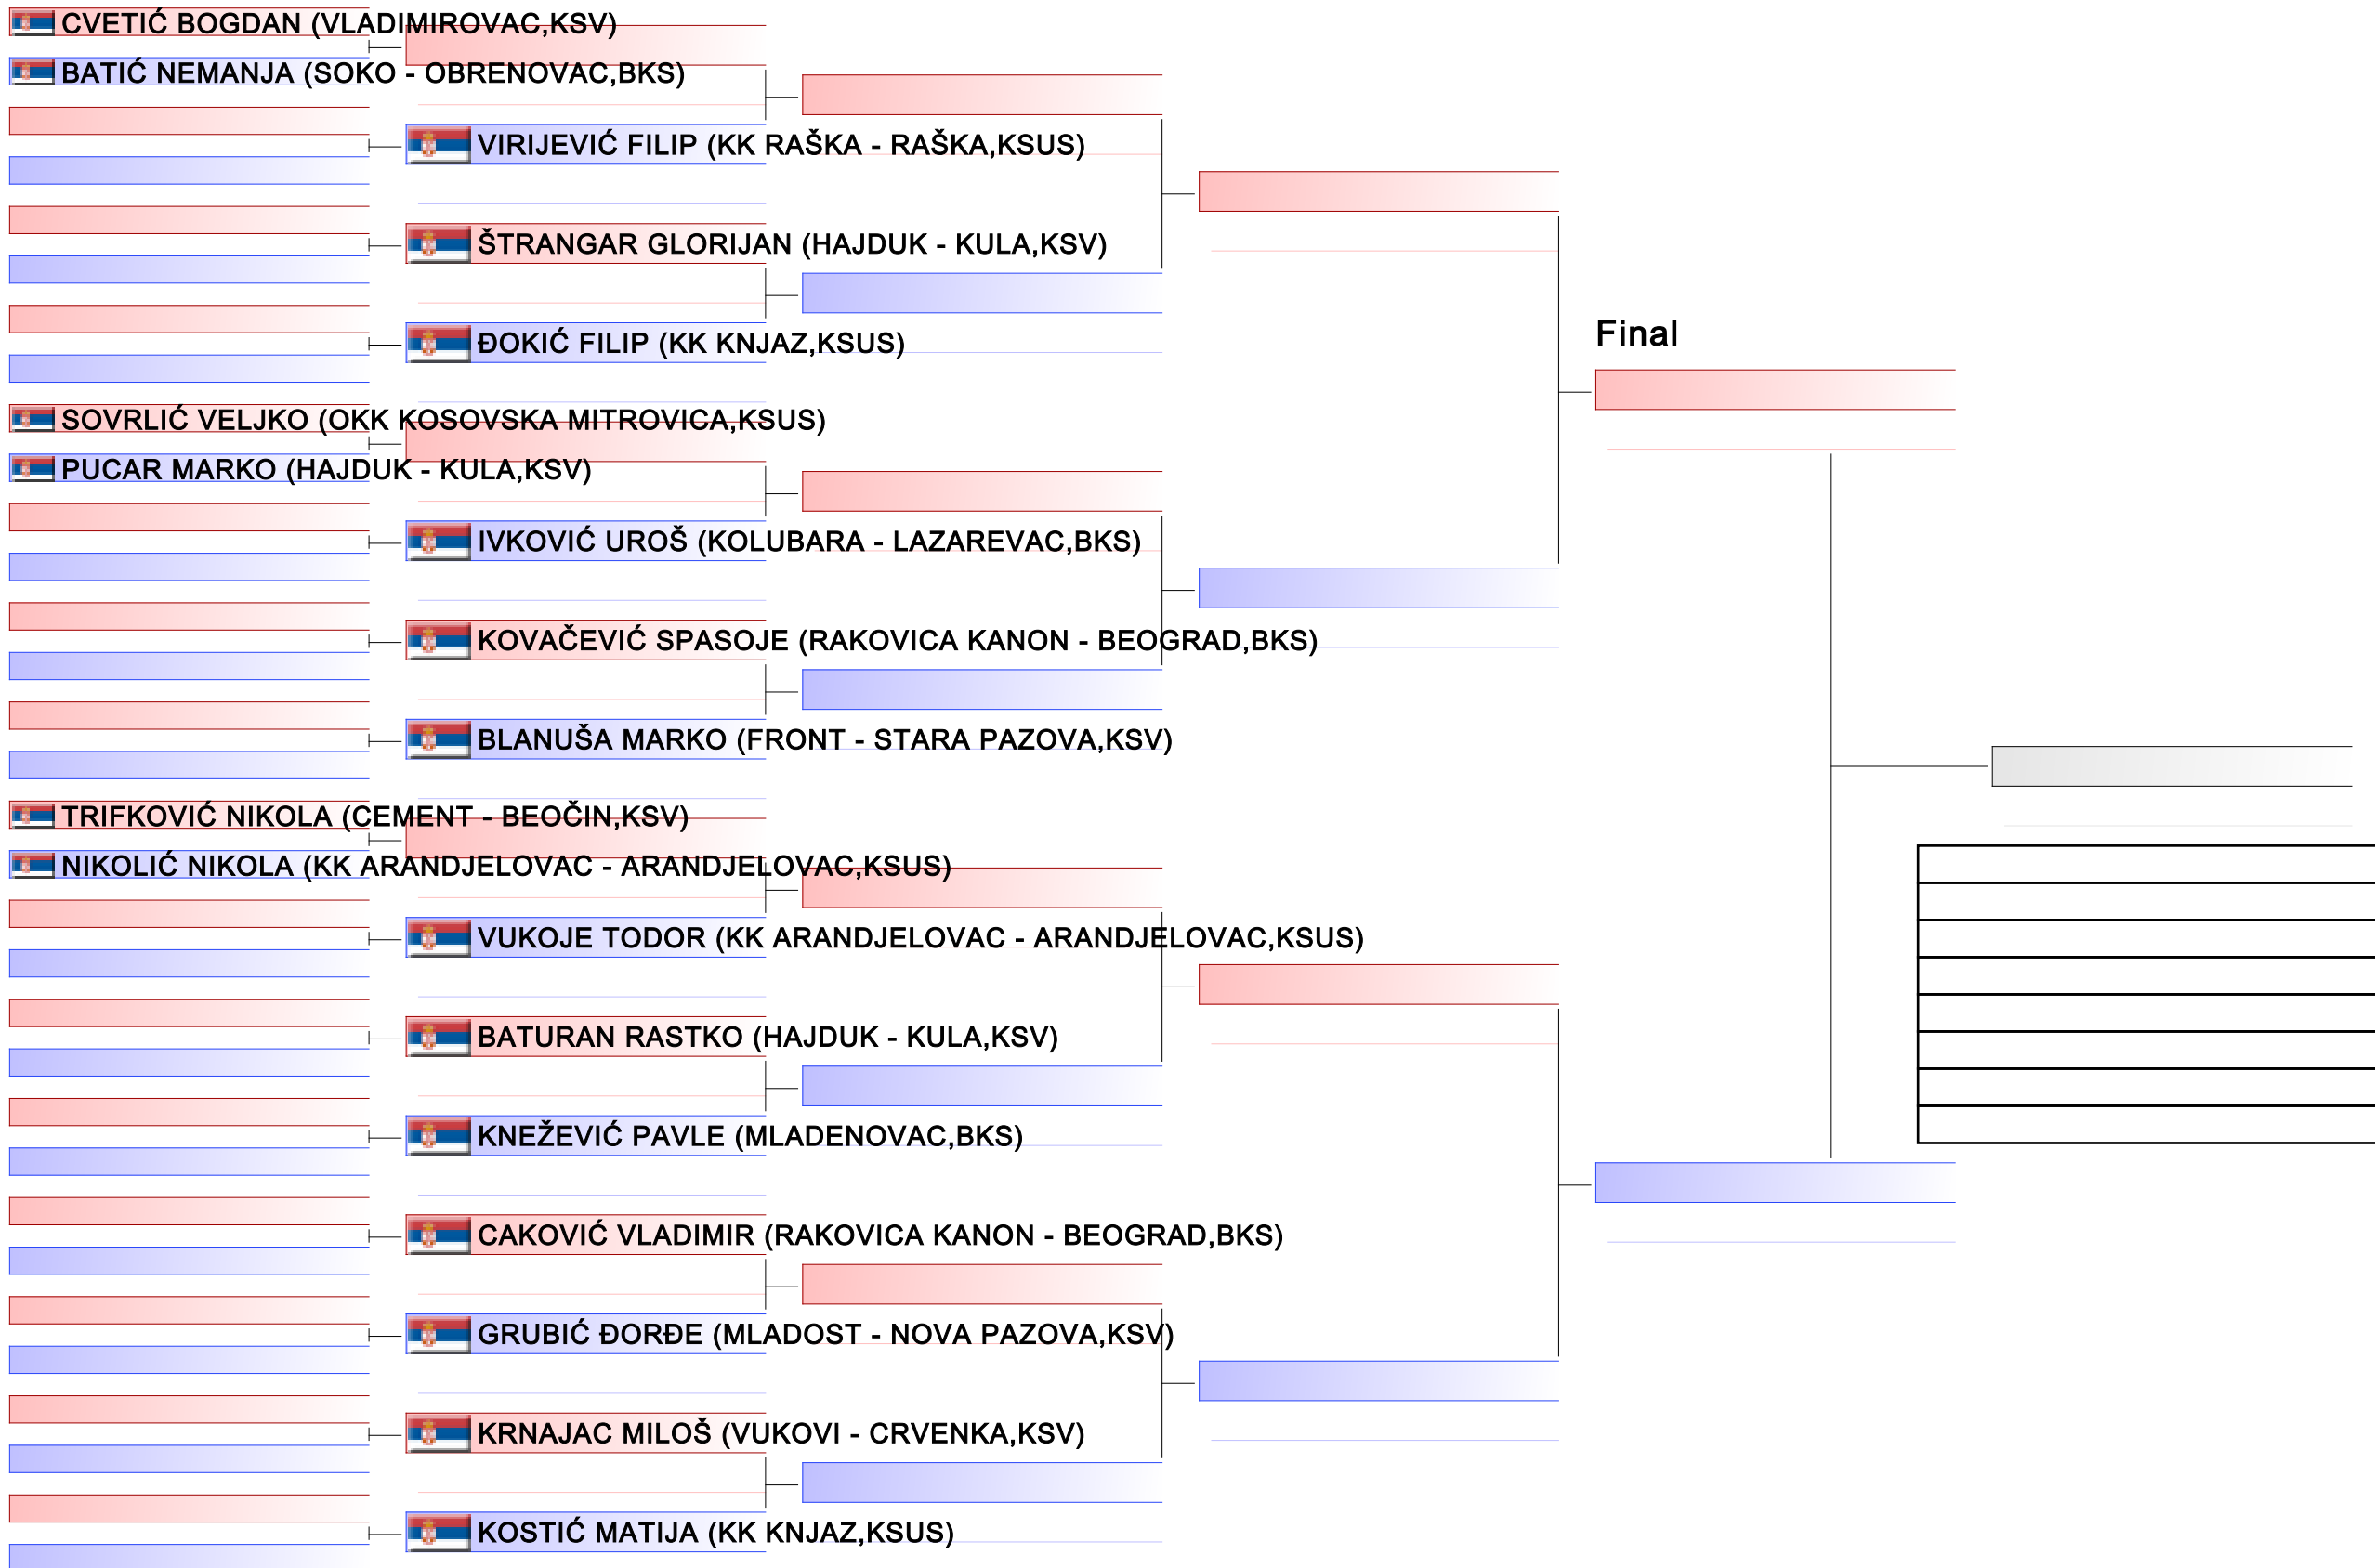 CVETIĆ BOGDAN (VLADIMIROVAC,KSV)
BATIĆ NEMANJA (SOKO - OBRENOVAC,BKS)
VIRIJEVIĆ FILIP (KK RAŠKA - RAŠKA,KSUS)
ŠTRANGAR GLORIJAN (HAJDUK - KULA,KSV)
ĐOKIĆ FILIP (KK KNJAZ,KSUS)
Final
SOVRLIĆ VELJKO (OKK KOSOVSKA MITROVICA,KSUS)
PUCAR MARKO (HAJDUK - KULA,KSV)
IVKOVIĆ UROŠ (KOLUBARA - LAZAREVAC,BKS)
KOVAČEVIĆ SPASOJE (RAKOVICA KANON - BEOGRAD,BKS)
BLANUŠA MARKO (FRONT - STARA PAZOVA,KSV)
TRIFKOVIĆ NIKOLA (CEMENT - BEOČIN,KSV)
NIKOLIĆ NIKOLA (KK ARANDJELOVAC - ARANDJELOVAC,KSUS)
VUKOJE TODOR (KK ARANDJELOVAC - ARANDJELOVAC,KSUS)
BATURAN RASTKO (HAJDUK - KULA,KSV)
KNEŽEVIĆ PAVLE (MLADENOVAC,BKS)
CAKOVIĆ VLADIMIR (RAKOVICA KANON - BEOGRAD,BKS)
GRUBIĆ ĐORĐE (MLADOST - NOVA PAZOVA,KSV)
KRNAJAC MILOŠ (VUKOVI - CRVENKA,KSV)
KOSTIĆ MATIJA (KK KNJAZ,KSUS)